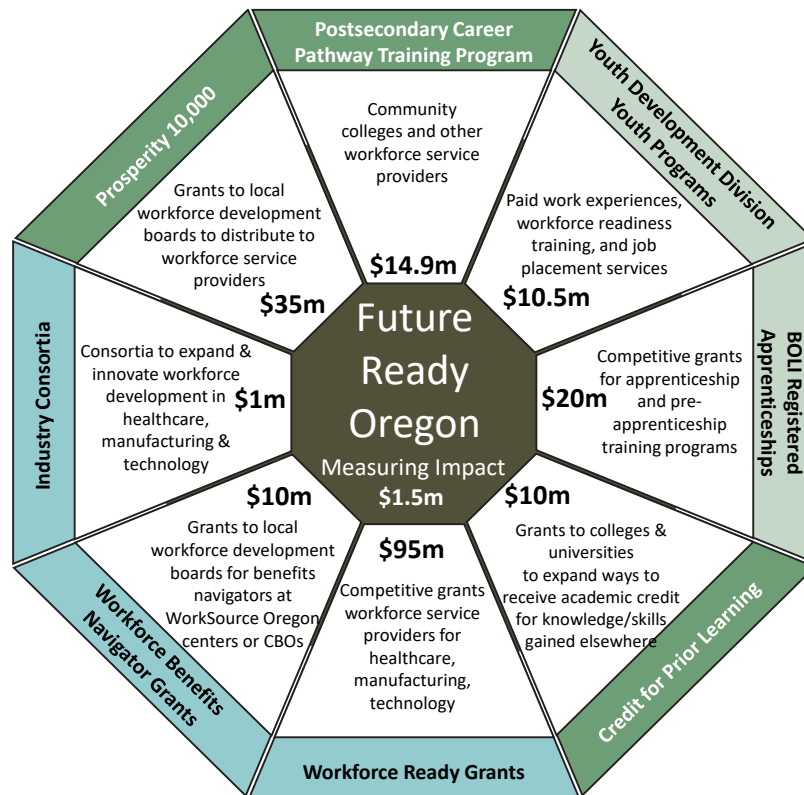 Postsecondary Career
Pathway Training Program
Community
colleges and other
workforce service
providers
$14.9m
Youth Development Division
Youth Programs
Paid work experiences,
workforce readiness
training, and job
placement services
$10.5m
BOLI Registered
Apprenticeships
Competitive grants
for apprenticeship
and pre-
apprenticeship
training programs
$20m
Credit for Prior Learning
$10m
Grants to colleges &
universities
to expand ways to
receive academic credit
for knowledge/skills
gained elsewhere
Workforce Ready Grants
$95m
Competitive grants
workforce service
providers for
healthcare,
manufacturing,
technology
Workforce Benefits
Navigator Grants
$10m
Grants to local
workforce development
boards for benefits
navigators at
WorkSource Oregon
centers or CBOs
Industry Consortia
Consortia to expand &
innovate workforce
development in
healthcare,
manufacturing &
technology
$1m
Prosperity 10,000
Grants to local
workforce development
boards to distribute to
workforce service
providers
$35m
Future
Ready
Oregon
Measuring Impact
$1.5m